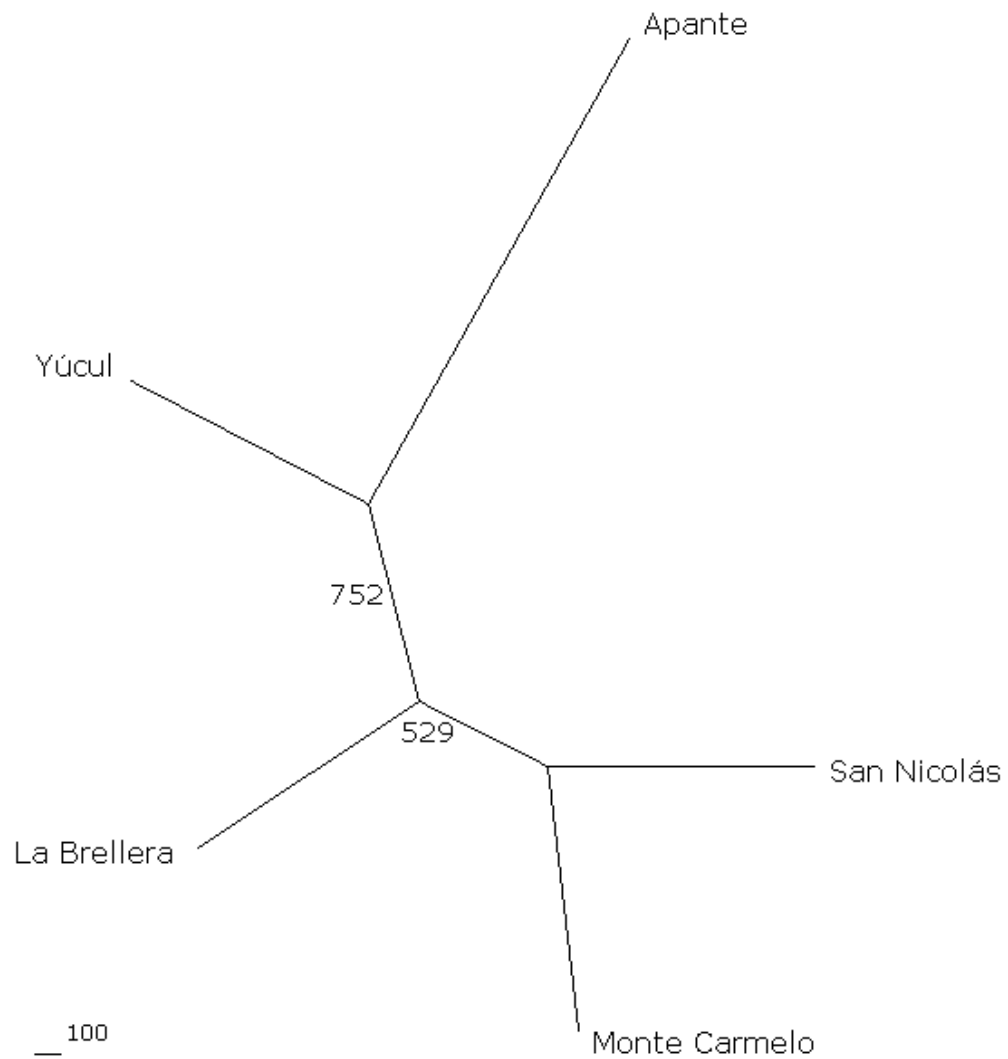 Apante
Yúcul
752
529
San Nicolás
La Brellera
100
Monte Carmelo